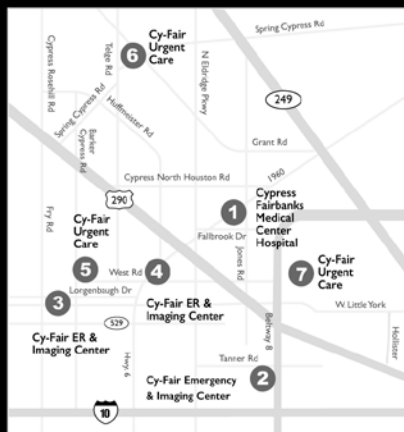 Spring Cypress Rd
Cy-Fair
Urgent
Care
6
Telge Rd
Cypress Rosehill Rd
N Eldridge Pkwy
249
Spring Cypress Rd
Huffmeister Rd
Barker
Cypress Rd
Grant Rd
1960
Cypress North Houston Rd
290
1
Cypress
Fairbanks
Medical
Center
Hospital
Fry Rd
Cy-Fair
Urgent
Care
Fallbrook Dr
Jones Rd
5
West Rd
4
7
Cy-Fair
Urgent
Care
Lorgenbaugh Dr
3
Cy-Fair ER &
Imaging Center
W. Little York
529
Cy-Fair ER &
Imaging Center
Beltway 8
Hollister
Hwy. 6
Tanner Rd
Cy-Fair Emergency
& Imaging Center
2
10